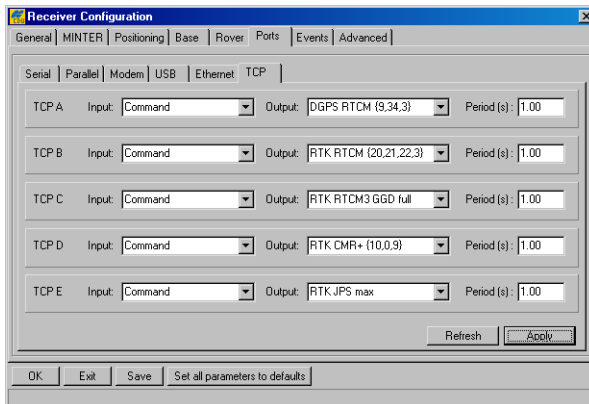 Receiver Configuration
General MINTER Positioning Base Rover Ports Events Advanced
Serial Parallel Modem USB Ethernet TCP
TCP A Input: Command Output: DGPS RTCM {9,34,3} Period (s) : 1.00
TCP B Input: Command Output: RTK RTCM {20,21,22,3} Period (s) : 1.00
TCP C Input: Command Output: RTK RTCM3 GGD full Period (s) : 1.00
TCP D Input: Command Output: RTK CMR+ {10,0,9} Period (s) : 1.00
TCP E Input: Command Output: RTK JPS max Period (s) : 1.00
Refresh Apply
OK Exit Save Set all parameters to defaults